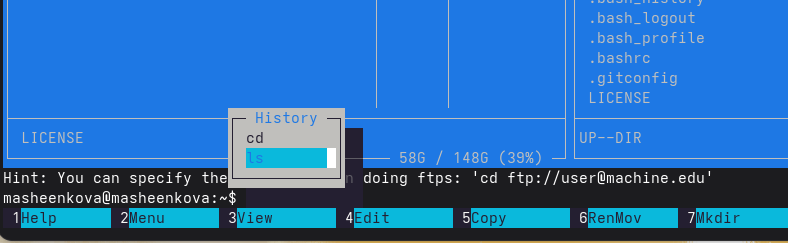 .bash_history
.bash_logout
.bash_profile
.bashrc
.gitconfig
LICENSE
History
cd
ls
LICENSE
UP--DIR
58G / 148G (39%)
Hint: You can specify the n doing ftps: 'cd ftp://user@machine.edu'
masheenkova@masheenkova:~$
1Help 2Menu 3View 4Edit 5Copy 6RenMov 7Mkdir